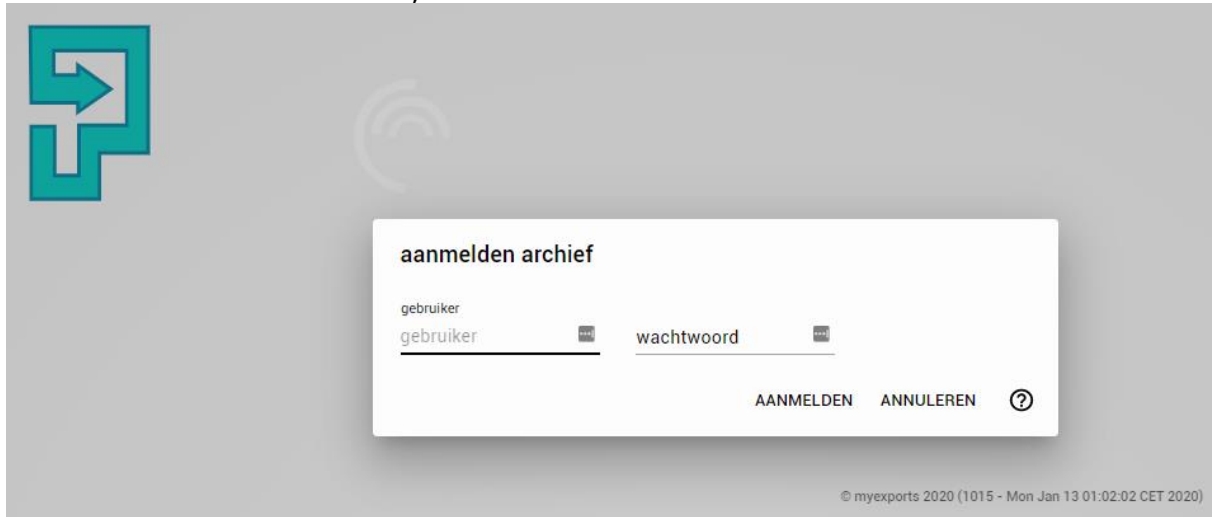 aanmelden archief
gebruiker
gebruiker
wachtwoord
AANMELDEN ANNULEREN
© myexports 2020 (1015 - Mon Jan 13 01:02:02 CET 2020)